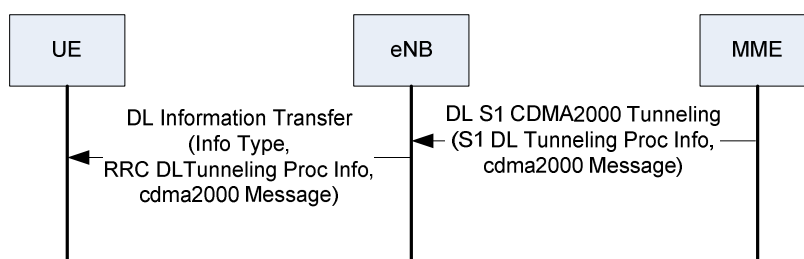 UE
eNB
MME
DL Information Transfer
(Info Type,
RRC DLTunneling Proc Info,
cdma2000 Message)
DL S1 CDMA2000 Tunneling
(S1 DL Tunneling Proc Info,
cdma2000 Message)